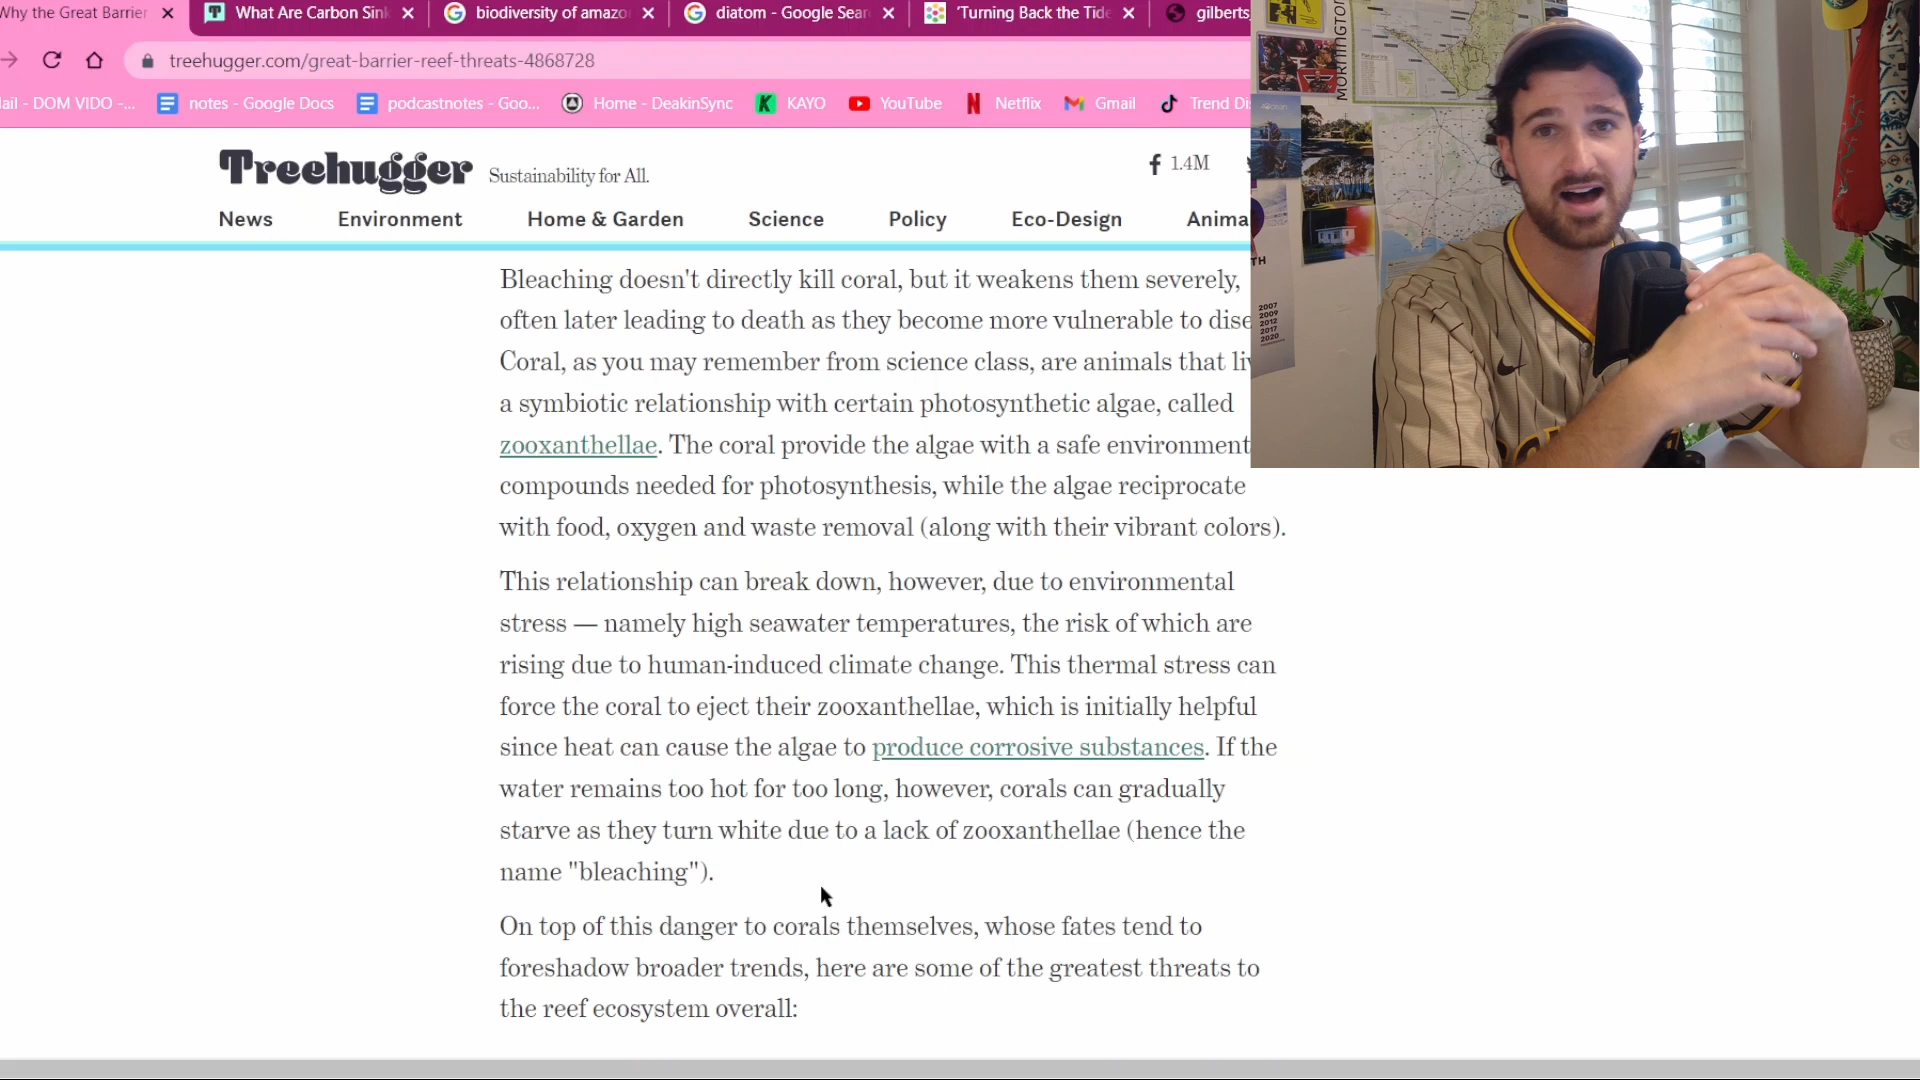 Why the Great Barrier
What Are Carbon Sink
biodiversity of amazo
diatom - Google Sear
'Turning Back the Tide
gilberts
treehugger.com/great-barrier-reef-threats-4868728
ail - DOM VIDO -...
notes - Google Docs
podcastnotes - Goo...
Home - DeakinSync
KAYO
YouTube
Netflix
Gmail
Trend Di
Treehugger
Sustainability for All.
1.4M
News
Environment
Home & Garden
Science
Policy
Eco-Design
Anima
Bleaching doesn't directly kill coral, but it weakens them severely,
often later leading to death as they become more vulnerable to dise
Coral, as you may remember from science class, are animals that li
a symbiotic relationship with certain photosynthetic algae, called
zooxanthellae. The coral provide the algae with a safe environment
compounds needed for photosynthesis, while the algae reciprocate
with food, oxygen and waste removal (along with their vibrant colors).
This relationship can break down, however, due to environmental
stress — namely high seawater temperatures, the risk of which are
rising due to human-induced climate change. This thermal stress can
force the coral to eject their zooxanthellae, which is initially helpful
since heat can cause the algae to produce corrosive substances. If the
water remains too hot for too long, however, corals can gradually
starve as they turn white due to a lack of zooxanthellae (hence the
name "bleaching").
On top of this danger to corals themselves, whose fates tend to
foreshadow broader trends, here are some of the greatest threats to
the reef ecosystem overall:
MORNINGTON
TH
2007
2009
2012
2017
2020